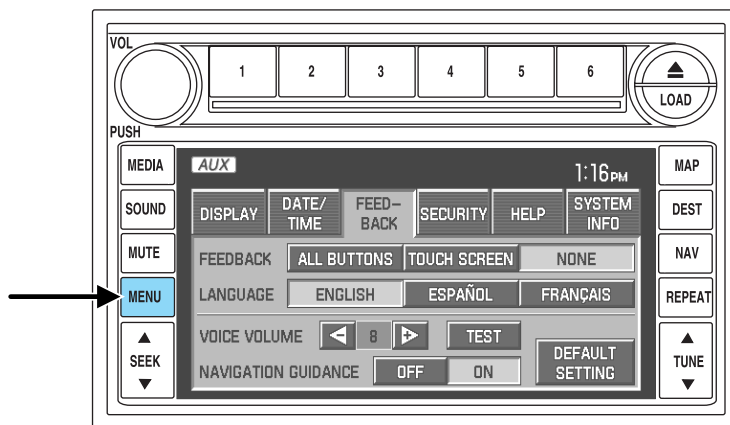 VOL
1 2 3 4 5 6
LOAD
PUSH
MEDIA AUX 1:16PM MAP
SOUND DISPLAY DATE/ TIME FEED- BACK SECURITY HELP SYSTEM INFO DEST
MUTE FEEDBACK ALL BUTTONS TOUCH SCREEN NONE NAV
MENU LANGUAGE ENGLISH ESPAÑOL FRANÇAIS REPEAT
SEEK VOICE VOLUME 8 TEST TUNE
NAVIGATION GUIDANCE OFF ON DEFAULT SETTING